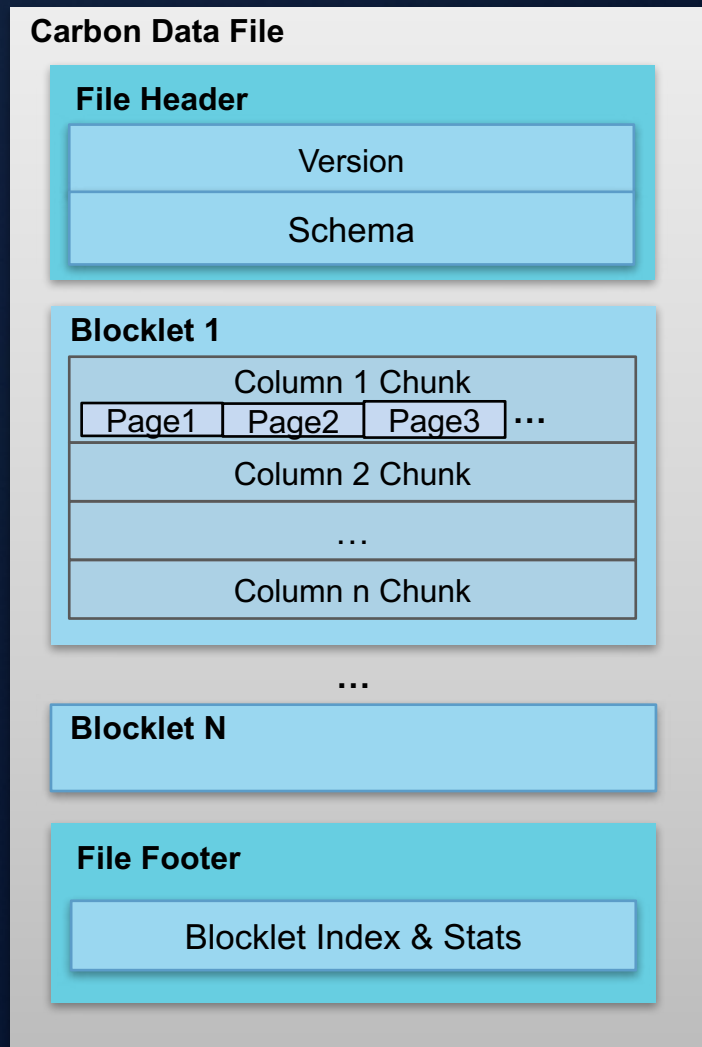 Carbon Data File
File Header
Version
Schema
Blocklet 1
Column 1 Chunk
Page1 Page2 Page3 ...
Column 2 Chunk
...
Column n Chunk
...
Blocklet N
File Footer
Blocklet Index & Stats